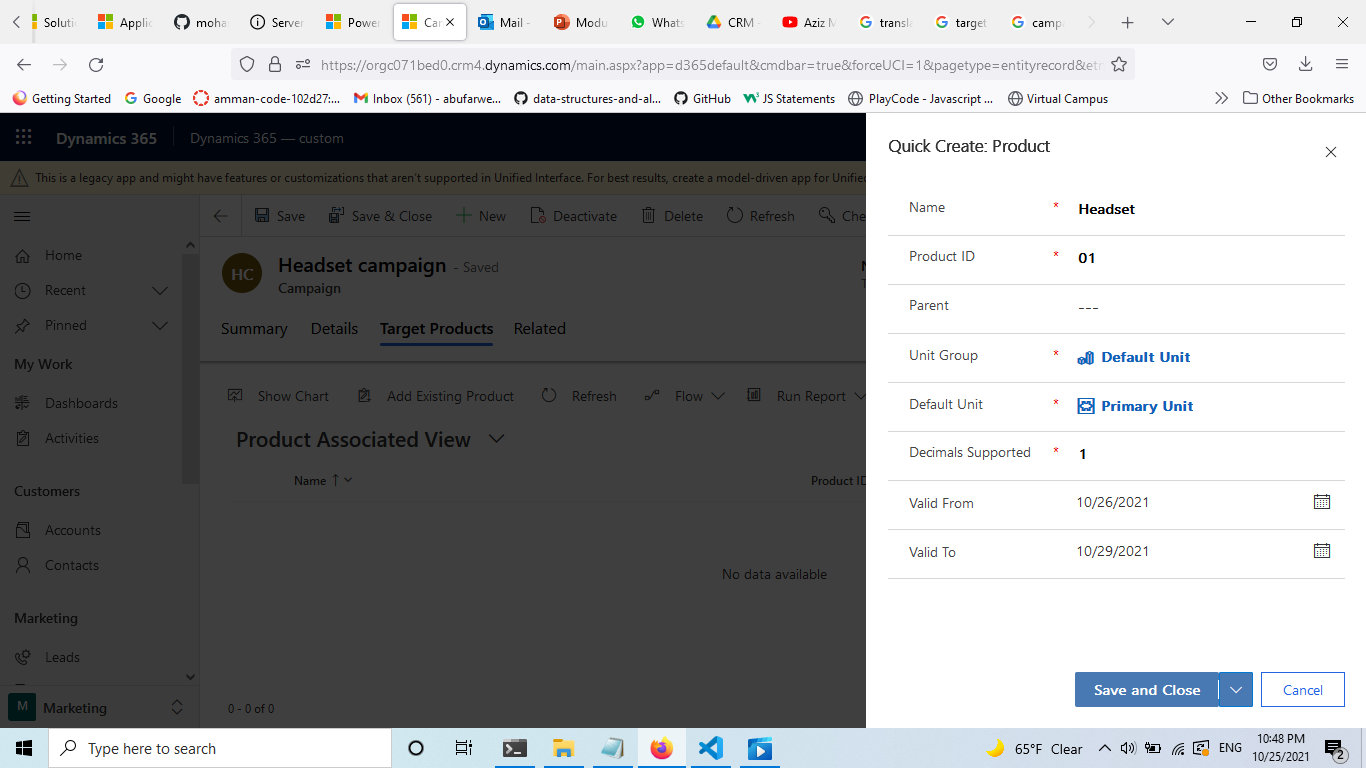 Soluti
Applic
moha
Server
Power
Car
Mail -
Modu
Whats
CRM -
Aziz M
transla
target
campa
https://orgc071bed0.crm4.dynamics.com/main.aspx?app=d365default&cmdbar=true&forceUCI=1&pagetype=entityrecord&etn
Getting Started
Google
amman-code-102d27:...
Inbox (561) - abufarwe...
data-structures-and-al...
GitHub
JS Statements
PlayCode - Javascript ...
Virtual Campus
Other Bookmarks
Dynamics 365
Dynamics 365 — custom
This is a legacy app and might have features or customizations that aren't supported in Unified Interface. For best results, create a model-driven app for Unifie
Home
Recent
Pinned
My Work
Dashboards
Activities
Customers
Accounts
Contacts
Marketing
Leads
M
Marketing
Save
Save & Close
New
Deactivate
Delete
Refresh
Che
HC
Headset campaign - Saved
Campaign
Summary
Details
Target Products
Related
Show Chart
Add Existing Product
Refresh
Flow
Run Report
Product Associated View
Name ↑
Product ID
No data available
0 - 0 of 0
Quick Create: Product
Name * Headset
Product ID * 01
Parent ---
Unit Group * Default Unit
Default Unit * Primary Unit
Decimals Supported * 1
Valid From 10/26/2021
Valid To 10/29/2021
Save and Close
Cancel
Type here to search
65°F Clear
ENG
10:48 PM
10/25/2021
2